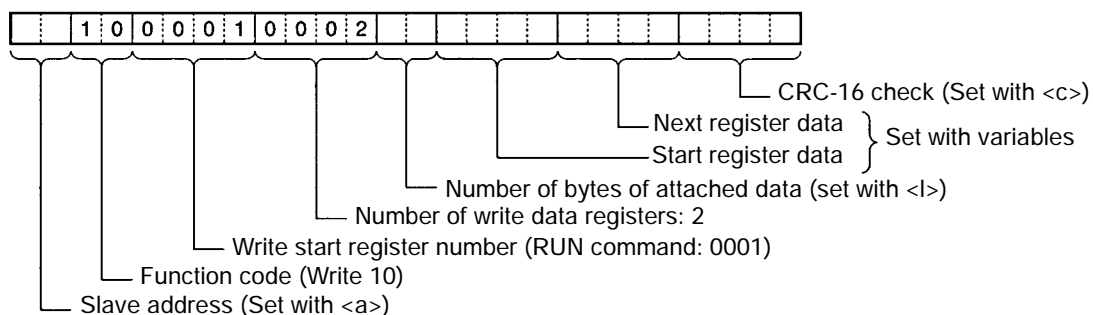 1 0 0 0 0 1 0 0 0 2
CRC-16 check (Set with <c>)
Next register data
Set with variables
Start register data
Number of bytes of attached data (set with <l>)
Number of write data registers: 2
Write start register number (RUN command: 0001)
Function code (Write 10)
Slave address (Set with <a>)